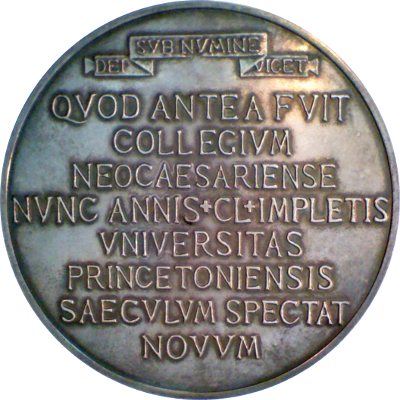 DEI SVB NVMINE VIGET
QVOD ANTEA FVIT
COLLEGIVM
NEOCAESARIENSE
NVNC ANNIS+CL+IMPLETIS
VNIVERSITAS
PRINCETONIENSIS
SAECVLVM SPECTAT
NOVVM